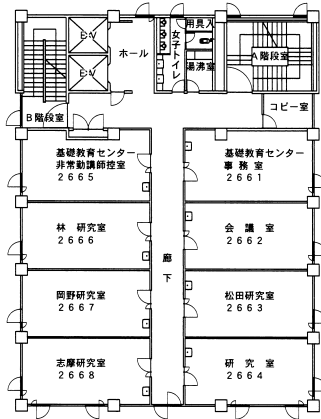 用具入
E.V
ホール
女子トイレ
A階段室
湯沸室
E.V
コピー室
B階段室
基礎教育センター
非常勤講師控室
2665
基礎教育センター
事務室
2661
林 研究室
2666
会 議 室
2662
廊下
岡野研究室
2667
松田研究室
2663
志摩研究室
2668
研 究 室
2664